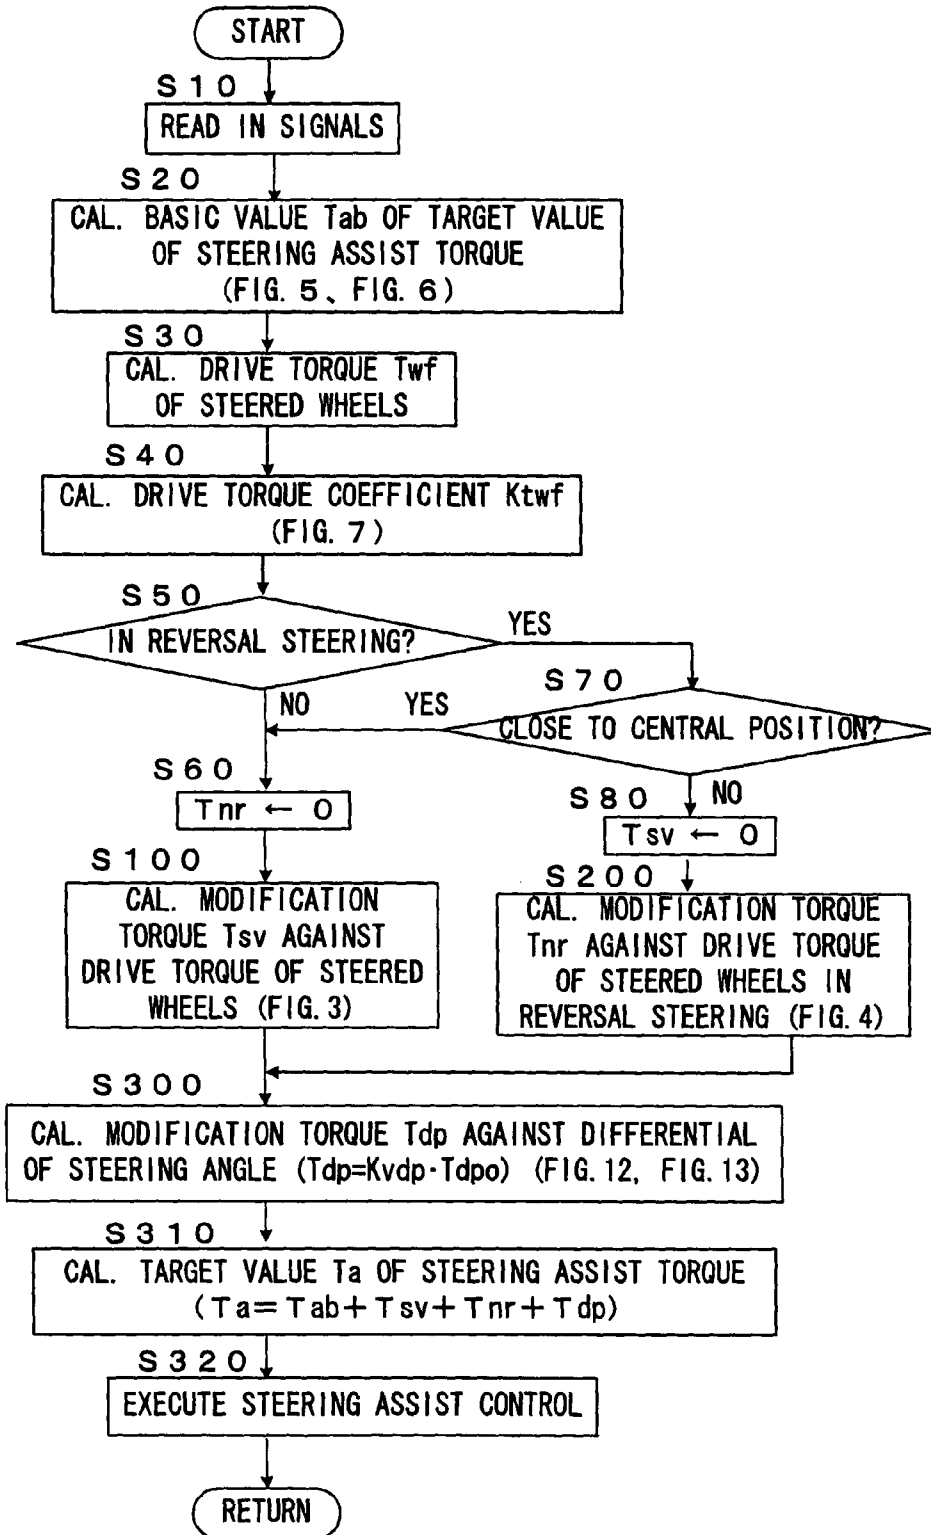 START
S10
READ IN SIGNALS
S20
CAL. BASIC VALUE Tab OF TARGET VALUE
OF STEERING ASSIST TORQUE
(FIG. 5、FIG. 6)
S30
CAL. DRIVE TORQUE Twf
OF STEERED WHEELS
S40
CAL. DRIVE TORQUE COEFFICIENT Ktwf
(FIG. 7)
S50
IN REVERSAL STEERING?
YES
NO
S70
CLOSE TO CENTRAL POSITION?
YES
NO
S60
Tnr ← 0
S80
Tsv ← 0
S100
CAL. MODIFICATION
TORQUE Tsv AGAINST
DRIVE TORQUE OF STEERED
WHEELS (FIG. 3)
S200
CAL. MODIFICATION TORQUE
Tnr AGAINST DRIVE TORQUE
OF STEERED WHEELS IN
REVERSAL STEERING (FIG. 4)
S300
CAL. MODIFICATION TORQUE Tdp AGAINST DIFFERENTIAL
OF STEERING ANGLE (Tdp=Kvdp·Tdpo) (FIG. 12, FIG. 13)
S310
CAL. TARGET VALUE Ta OF STEERING ASSIST TORQUE
(Ta=Tab+Tsv+Tnr+Tdp)
S320
EXECUTE STEERING ASSIST CONTROL
RETURN